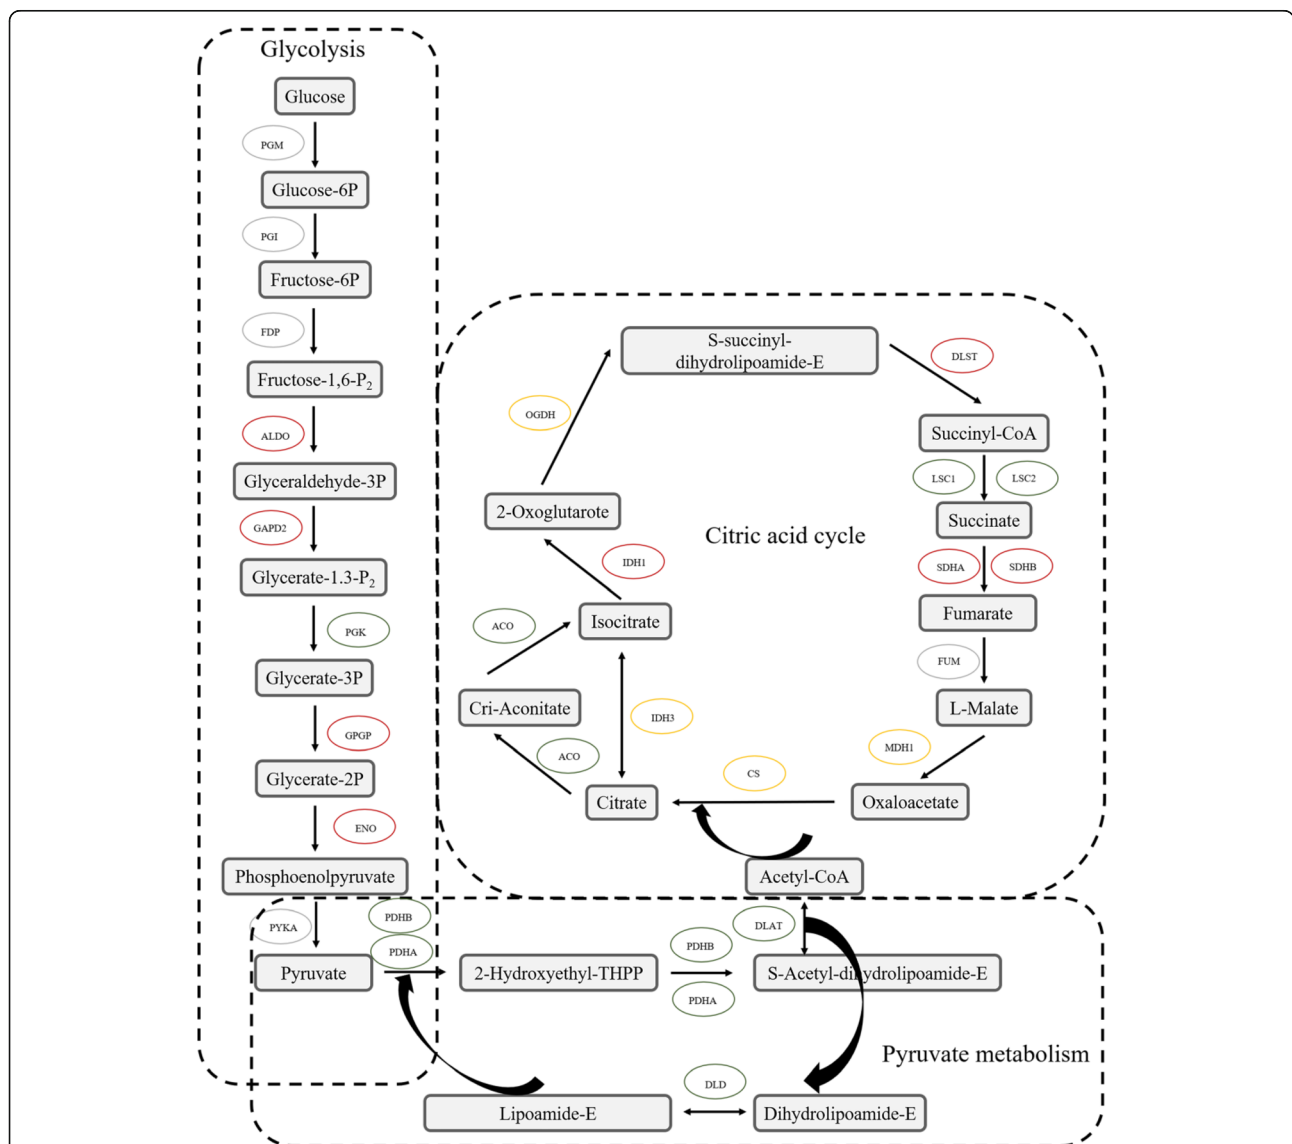 Glycolysis
Glucose
PGM
Glucose-6P
PGI
Fructose-6P
FDP
Fructose-1,6-P₂
ALDO
Glyceraldehyde-3P
GAPD2
Glycerate-1.3-P₂
PGK
Glycerate-3P
GPGP
Glycerate-2P
ENO
Phosphoenolpyruvate
PYKA
Pyruvate
S-succinyl-
dihydrolipoamide-E
DLST
OGDH
Succinyl-CoA
LSC1
LSC2
2-Oxoglutarote
Succinate
Citric acid cycle
IDH1
SDHA
SDHB
Isocitrate
Fumarate
ACO
FUM
Cri-Aconitate
IDH3
L-Malate
ACO
MDH1
CS
Citrate
Oxaloacetate
Acetyl-CoA
PDHB
PDHA
DLAT
PDHB
2-Hydroxyethyl-THPP
S-Acetyl-dihydrolipoamide-E
PDHA
Pyruvate metabolism
DLD
Lipoamide-E
Dihydrolipoamide-E